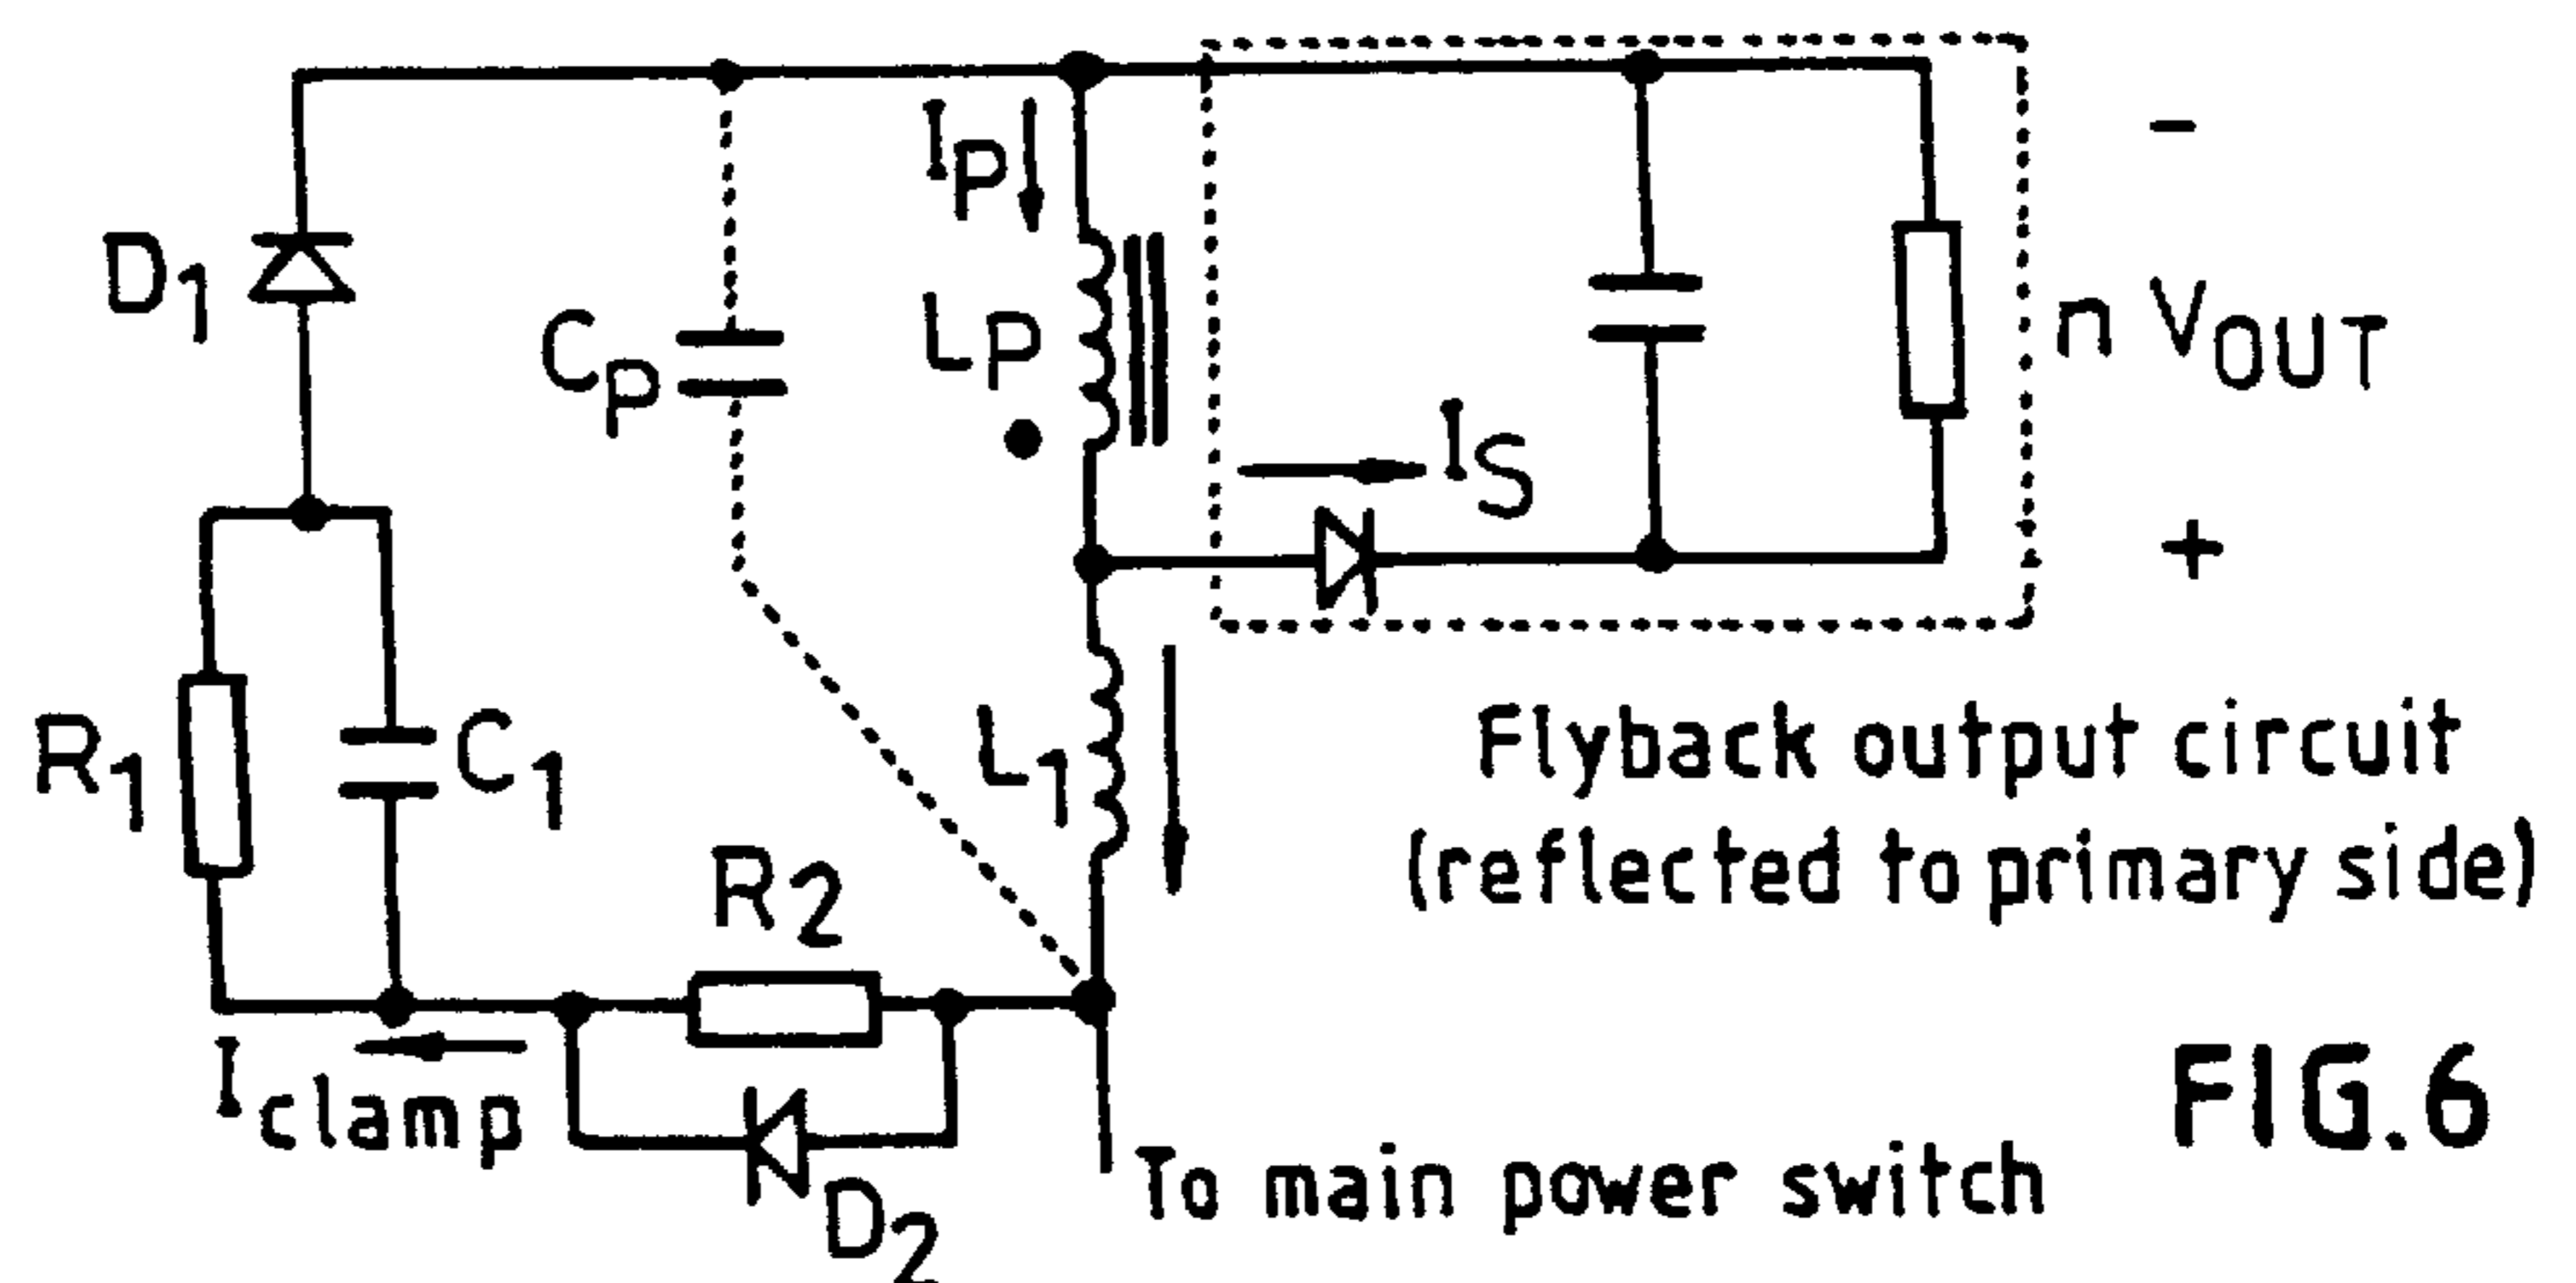 −
I P
D1
CP
LP
n VOUT
IS
+
R1
C1
L1
Flyback output circuit
(reflected to primary side)
R2
Iclamp
FIG.6
To main power switch
D2